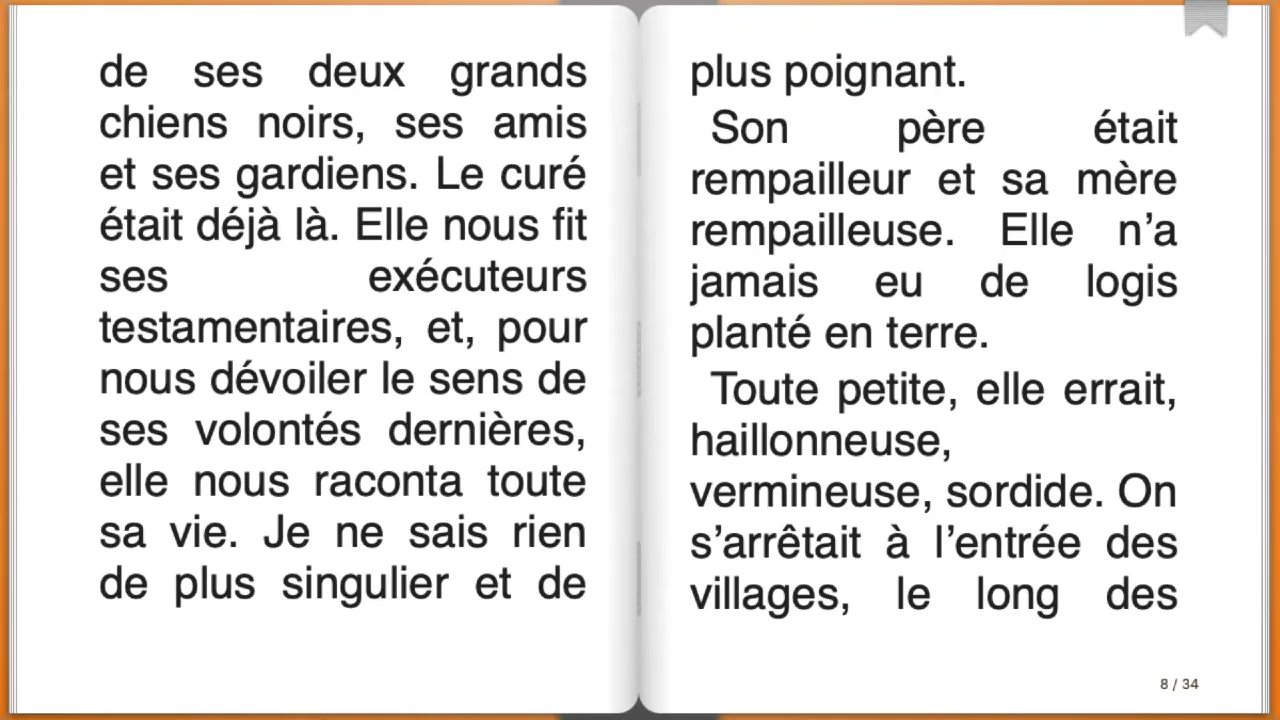 de ses deux grands
chiens noirs, ses amis
et ses gardiens. Le curé
était déjà là. Elle nous fit
ses exécuteurs
testamentaires, et, pour
nous dévoiler le sens de
ses volontés dernières,
elle nous raconta toute
sa vie. Je ne sais rien
de plus singulier et de
plus poignant.
Son père était
rempailleur et sa mère
rempailleuse. Elle n’a
jamais eu de logis
planté en terre.
Toute petite, elle errait,
haillonneuse,
vermineuse, sordide. On
s’arrêtait à l’entrée des
villages, le long des
8 / 34